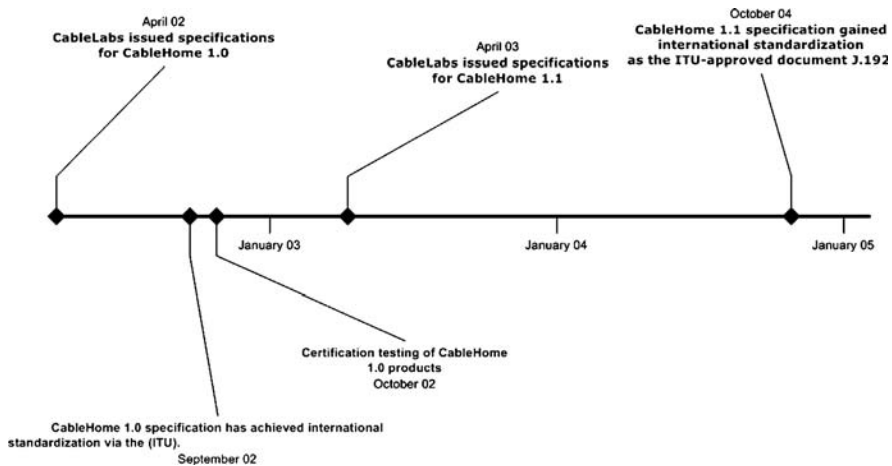 April 02
CableLabs issued specifications
for CableHome 1.0
April 03
CableLabs issued specifications
for CableHome 1.1
October 04
CableHome 1.1 specification gained
international standardization
as the ITU-approved document J.192
January 03
January 04
January 05
Certification testing of CableHome
1.0 products
October 02
CableHome 1.0 specification has achieved international
standardization via the (ITU).
September 02